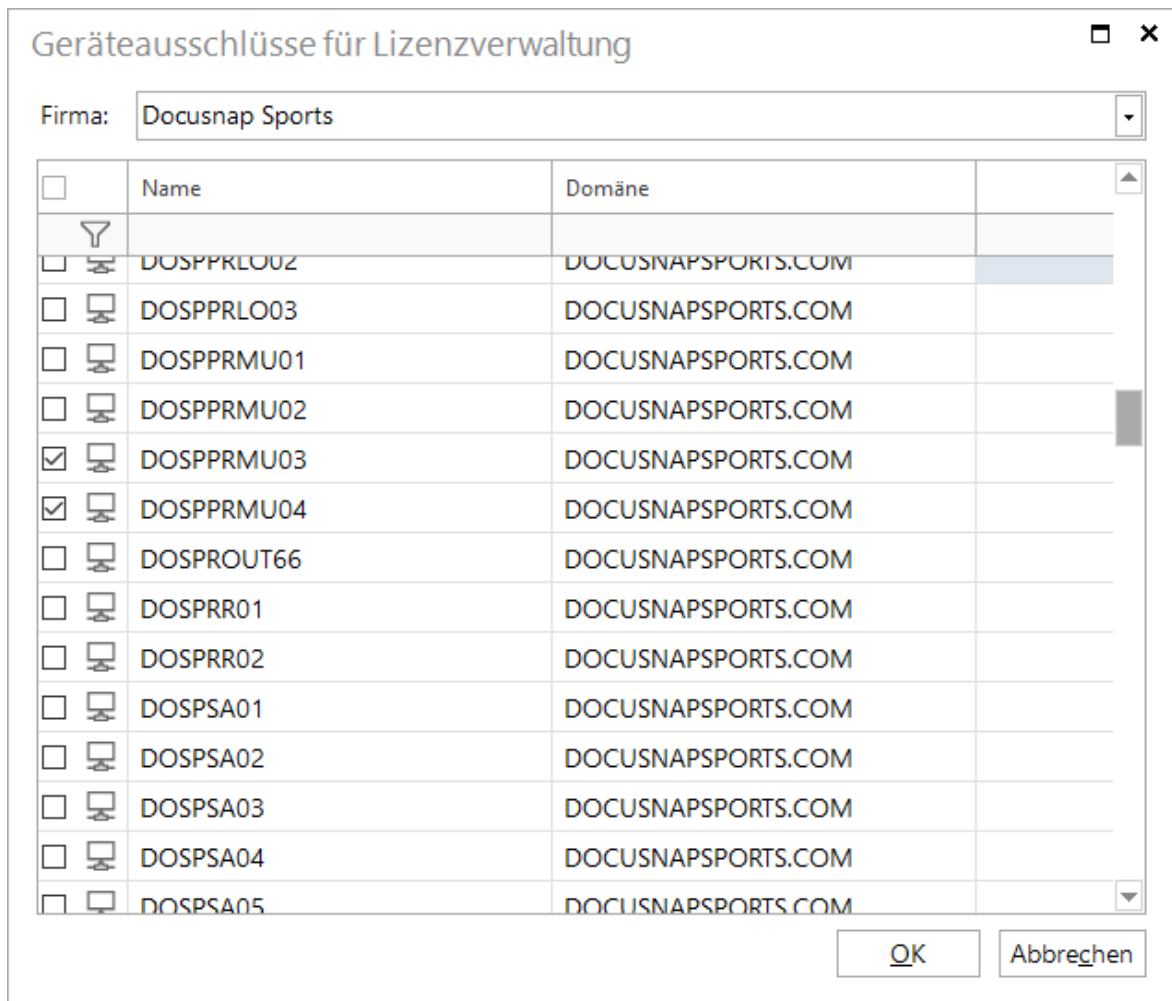 Geräteausschlüsse für Lizenzverwaltung
Firma: Docusnap Sports
Name Domäne
DOSPPRLO02 DOCUSNAPSPORTS.COM
DOSPPRLO03 DOCUSNAPSPORTS.COM
DOSPPRMU01 DOCUSNAPSPORTS.COM
DOSPPRMU02 DOCUSNAPSPORTS.COM
DOSPPRMU03 DOCUSNAPSPORTS.COM
DOSPPRMU04 DOCUSNAPSPORTS.COM
DOSPROUT66 DOCUSNAPSPORTS.COM
DOSPRR01 DOCUSNAPSPORTS.COM
DOSPRR02 DOCUSNAPSPORTS.COM
DOSPSA01 DOCUSNAPSPORTS.COM
DOSPSA02 DOCUSNAPSPORTS.COM
DOSPSA03 DOCUSNAPSPORTS.COM
DOSPSA04 DOCUSNAPSPORTS.COM
DOSPSA05 DOCUSNAPSPORTS.COM
OK Abbrechen